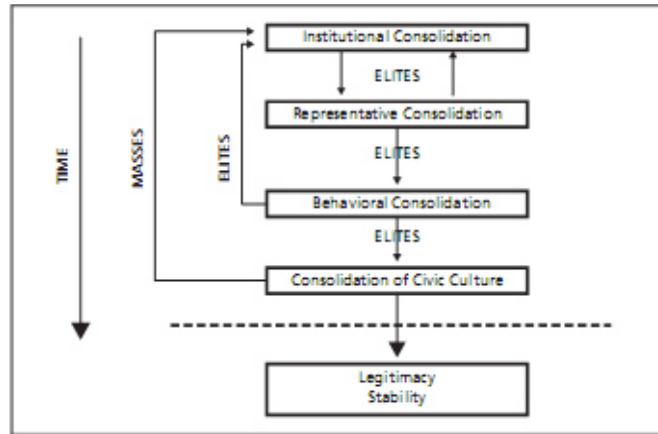 Institutional Consolidation
ELITES
Representative Consolidation
ELITES
Behavioral Consolidation
ELITES
Consolidation of Civic Culture
Legitimacy
Stability
TIME
MASSES
ELITES